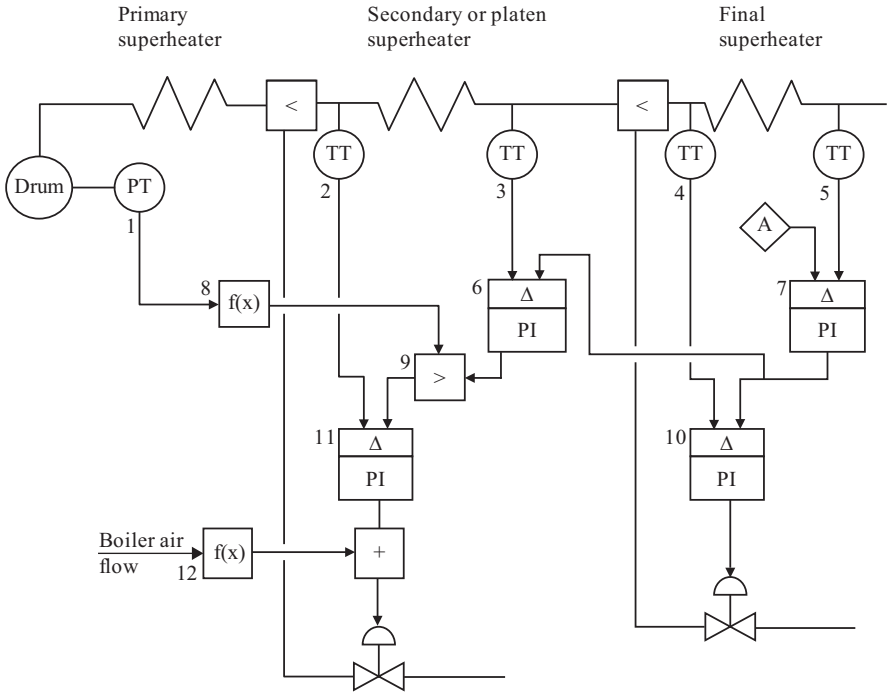 Primary
superheater
Secondary or platen
superheater
Final
superheater
<
<
TT
TT
TT
TT
Drum
PT
2
3
4
5
1
A
8
f(x)
6
Δ
PI
7
Δ
PI
9
>
11
Δ
PI
10
Δ
PI
Boiler air
flow
12
f(x)
+